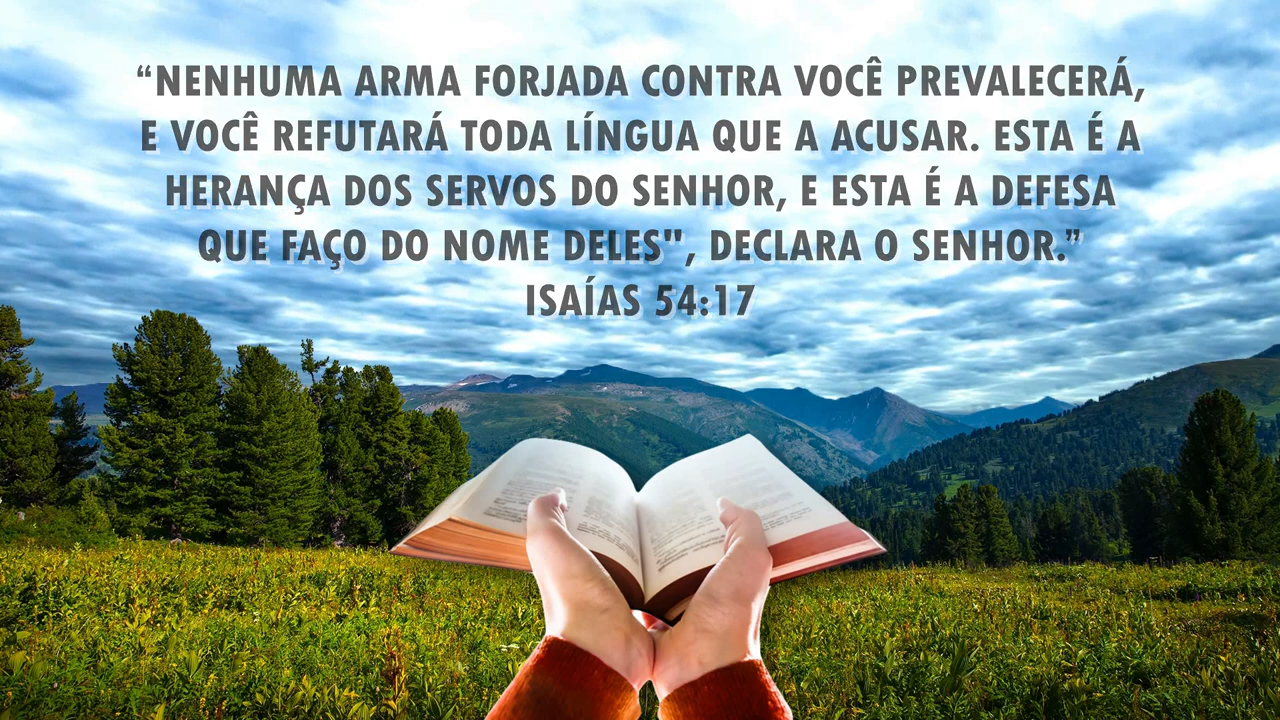 “NENHUMA ARMA FORJADA CONTRA VOCÊ PREVALECERÁ,
E VOCÊ REFUTARÁ TODA LÍNGUA QUE A ACUSAR. ESTA É A
HERANÇA DOS SERVOS DO SENHOR, E ESTA É A DEFESA
QUE FAÇO DO NOME DELES", DECLARA O SENHOR.”
ISAÍAS 54:17